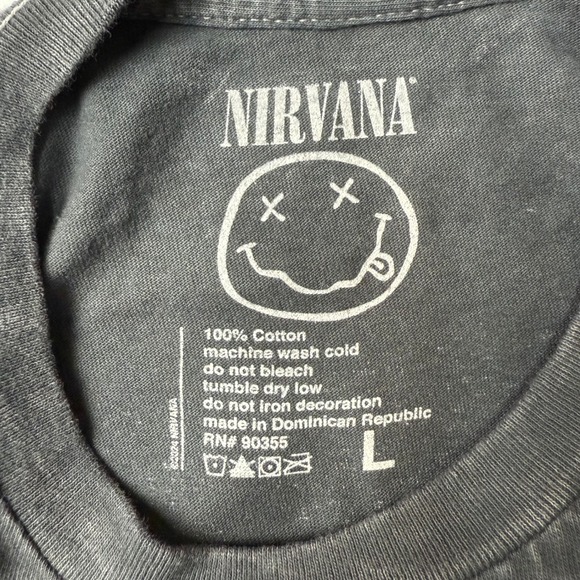 NIRVANA®
100% Cotton
machine wash cold
do not bleach
tumble dry low
do not iron decoration
made in Dominican Republic
RN# 90355
L
©2024 NIRVANA